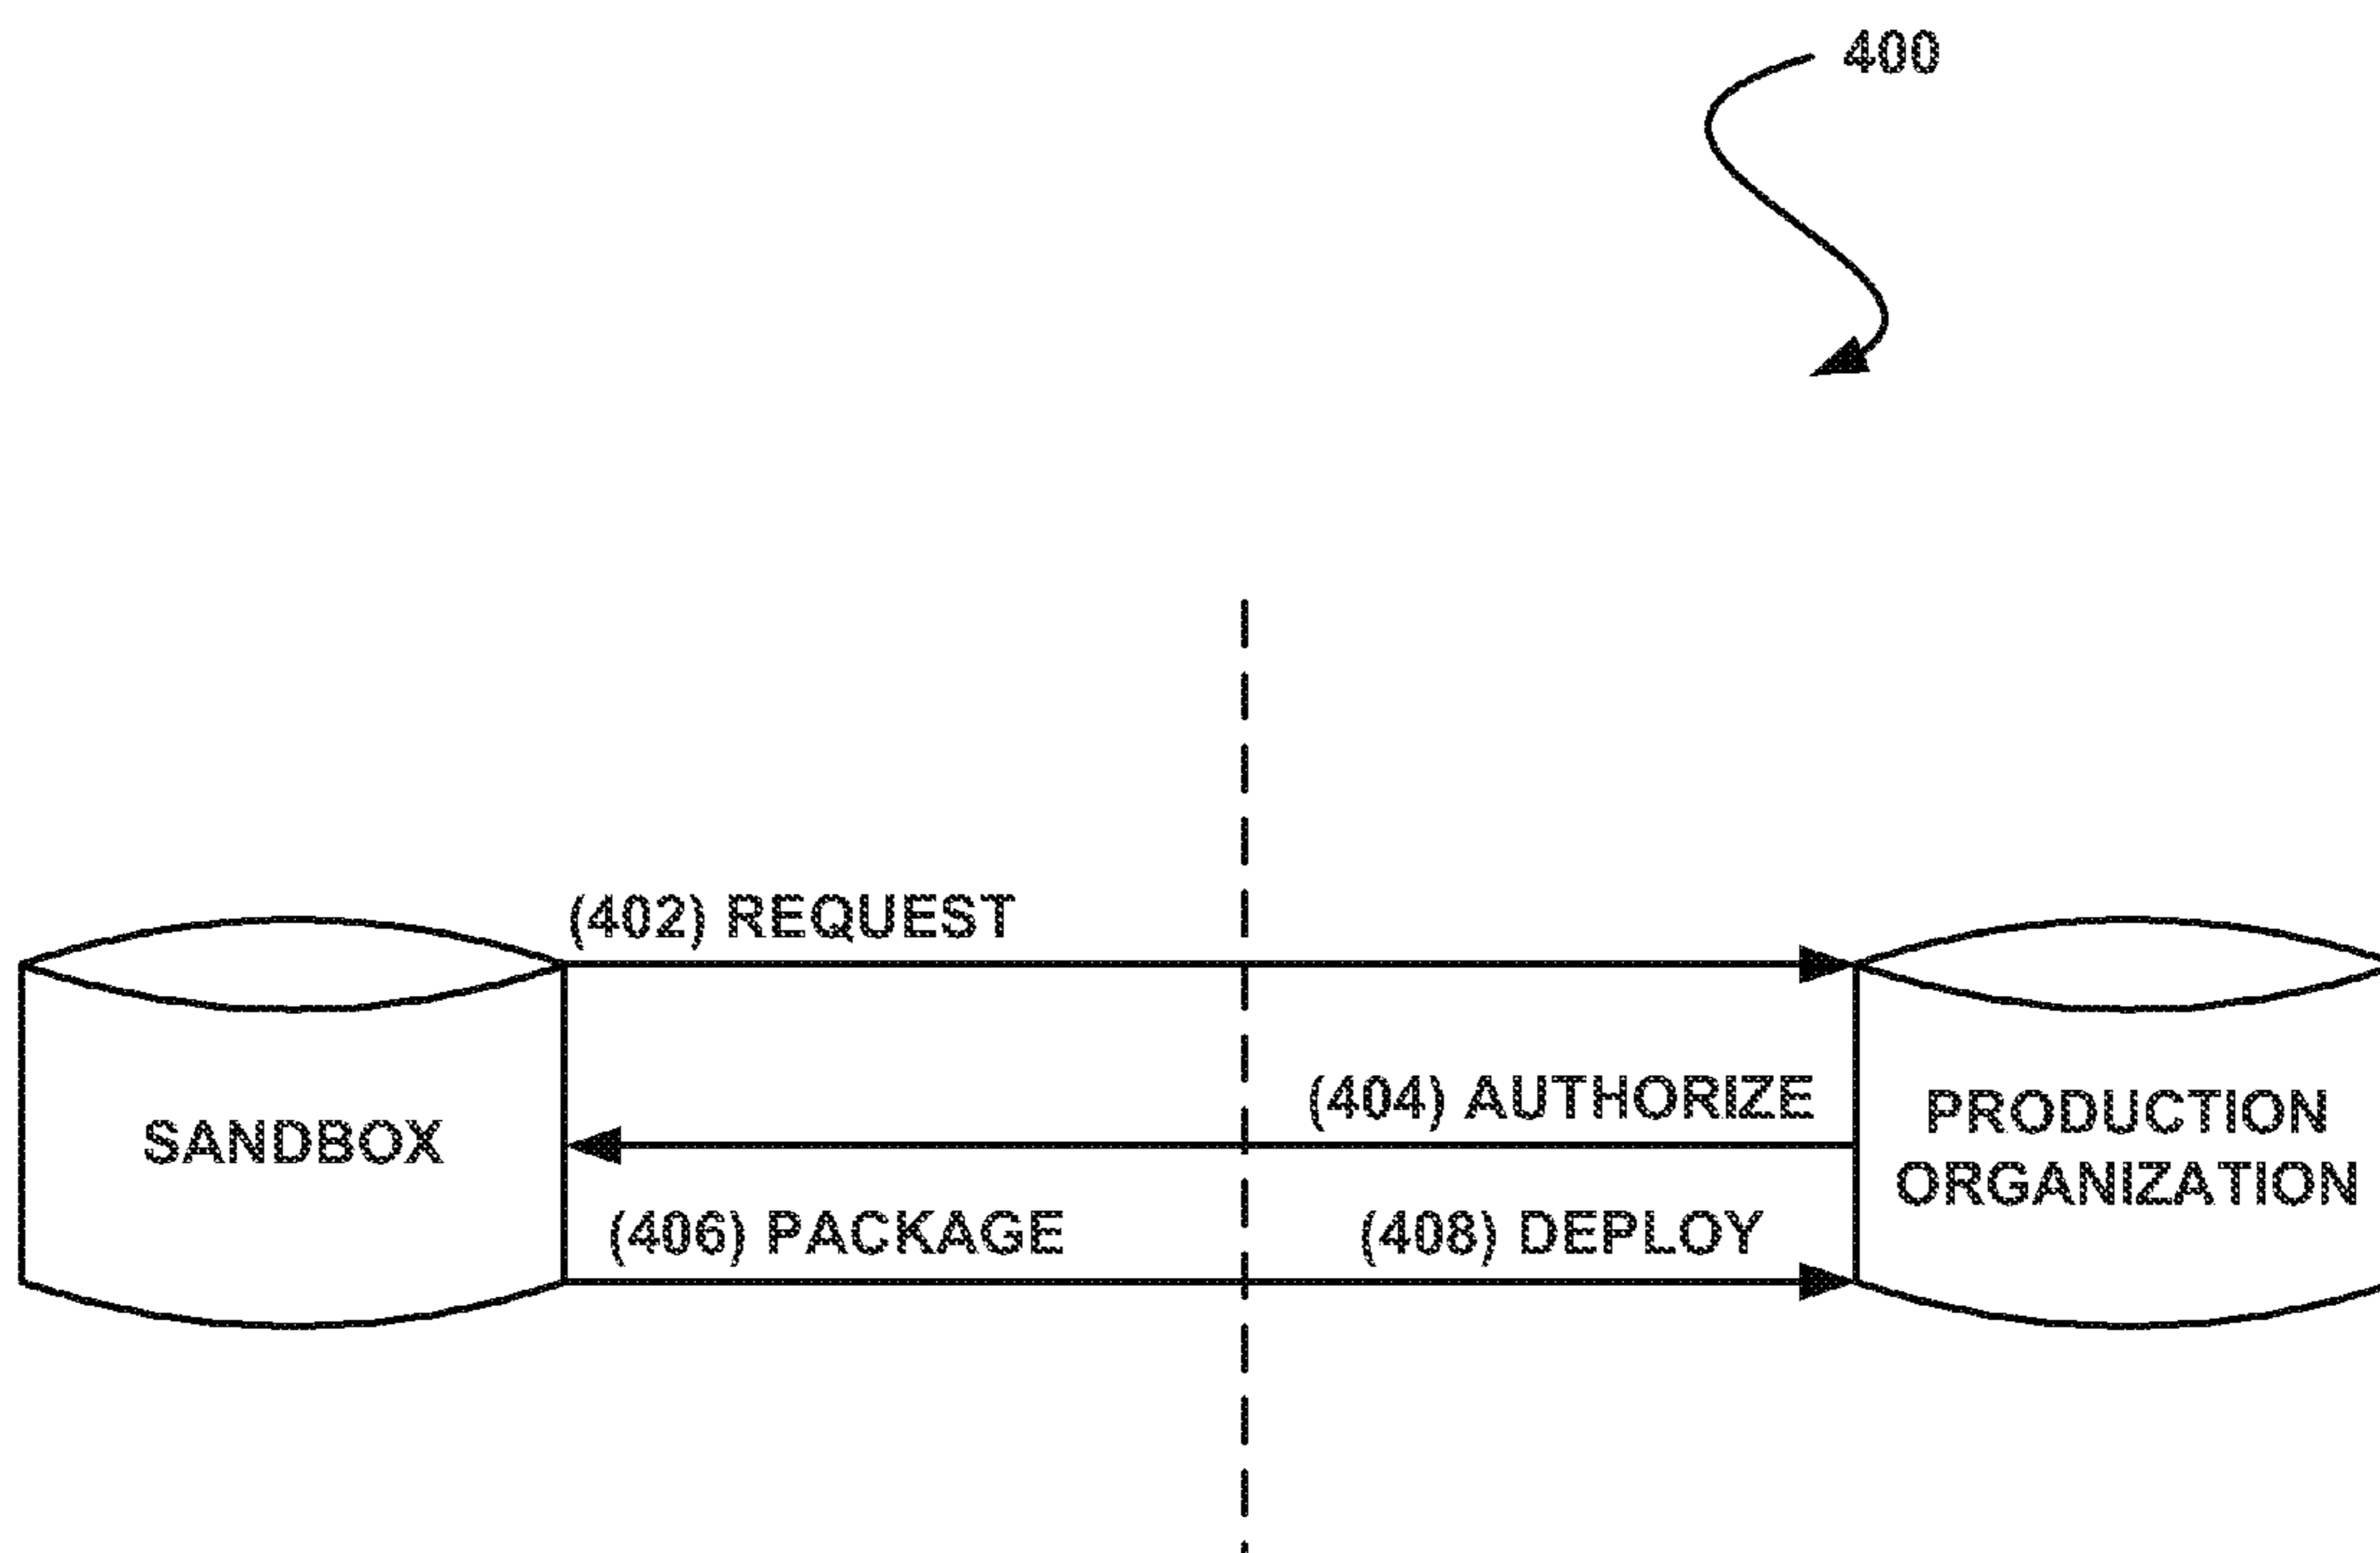 400
(402) REQUEST
(404) AUTHORIZE
SANDBOX
PRODUCTION
ORGANIZATION
(406) PACKAGE
(408) DEPLOY